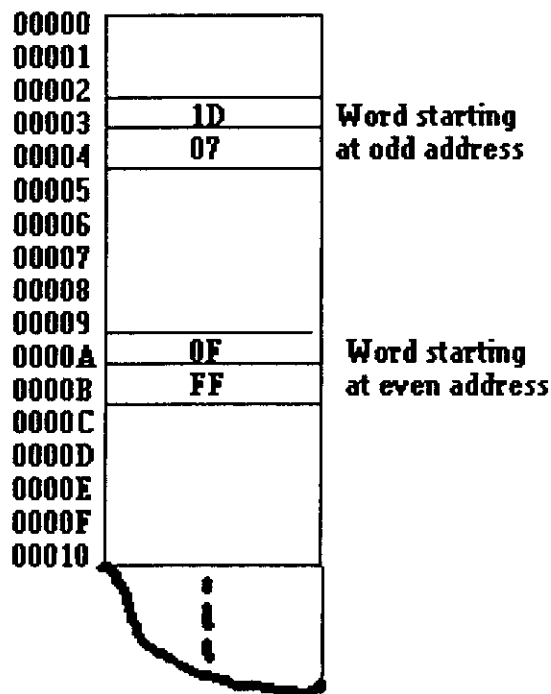 00000
00001
00002
00003 1D Word starting
00004 07 at odd address
00005
00006
00007
00008
00009
0000A 0F Word starting
0000B FF at even address
0000C
0000D
0000E
0000F
00010